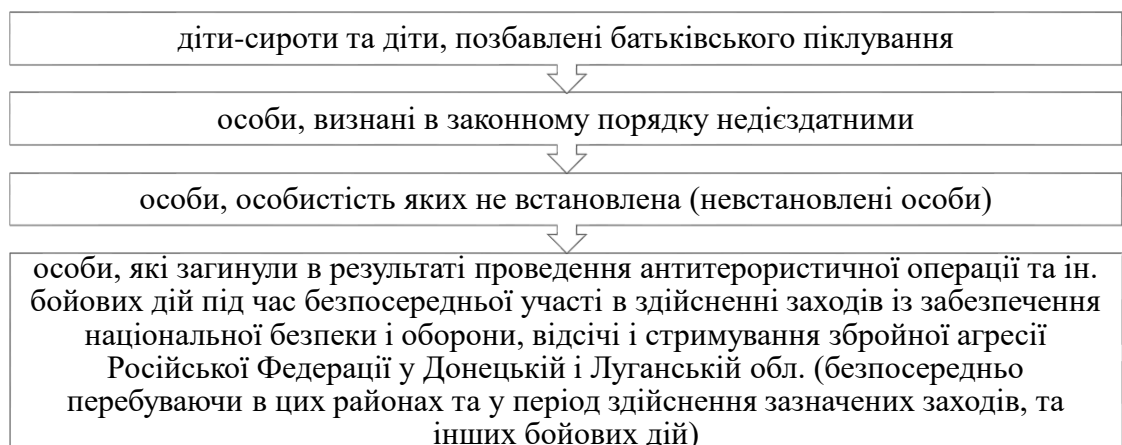 діти-сироти та діти, позбавлені батьківського піклування
особи, визнані в законному порядку недієздатними
особи, особистість яких не встановлена (невстановлені особи)
особи, які загинули в результаті проведення антитерористичної операції та ін.
бойових дій під час безпосередньої участі в здійсненні заходів із забезпечення
національної безпеки і оборони, відсічі і стримування збройної агресії
Російської Федерації у Донецькій і Луганській обл. (безпосередньо
перебуваючи в цих районах та у період здійснення зазначених заходів, та
інших бойових дій)